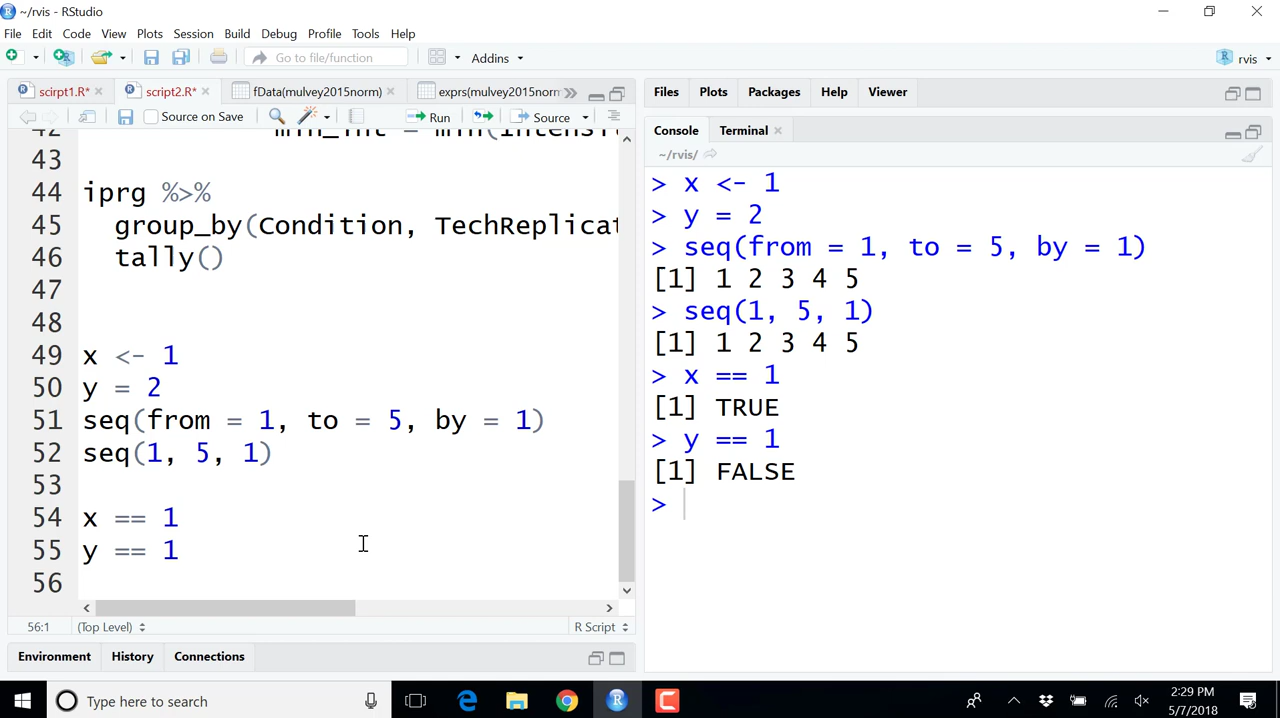 ~/rvis - RStudio
File Edit Code View Plots Session Build Debug Profile Tools Help
Go to file/function Addins rvis
scirpt1.R* script2.R* fData(mulvey2015norm) exprs(mulvey2015norm
Source on Save Run Source
42 min_int = min(Intensi
43
44 iprg %>%
45 group_by(Condition, TechReplicat
46 tally()
47
48
49 x <- 1
50 y = 2
51 seq(from = 1, to = 5, by = 1)
52 seq(1, 5, 1)
53
54 x == 1
55 y == 1
56
56:1 (Top Level) R Script
Environment History Connections
Files Plots Packages Help Viewer
Console Terminal
~/rvis/
> x <- 1
> y = 2
> seq(from = 1, to = 5, by = 1)
[1] 1 2 3 4 5
> seq(1, 5, 1)
[1] 1 2 3 4 5
> x == 1
[1] TRUE
> y == 1
[1] FALSE
>
Type here to search
2:29 PM
5/7/2018